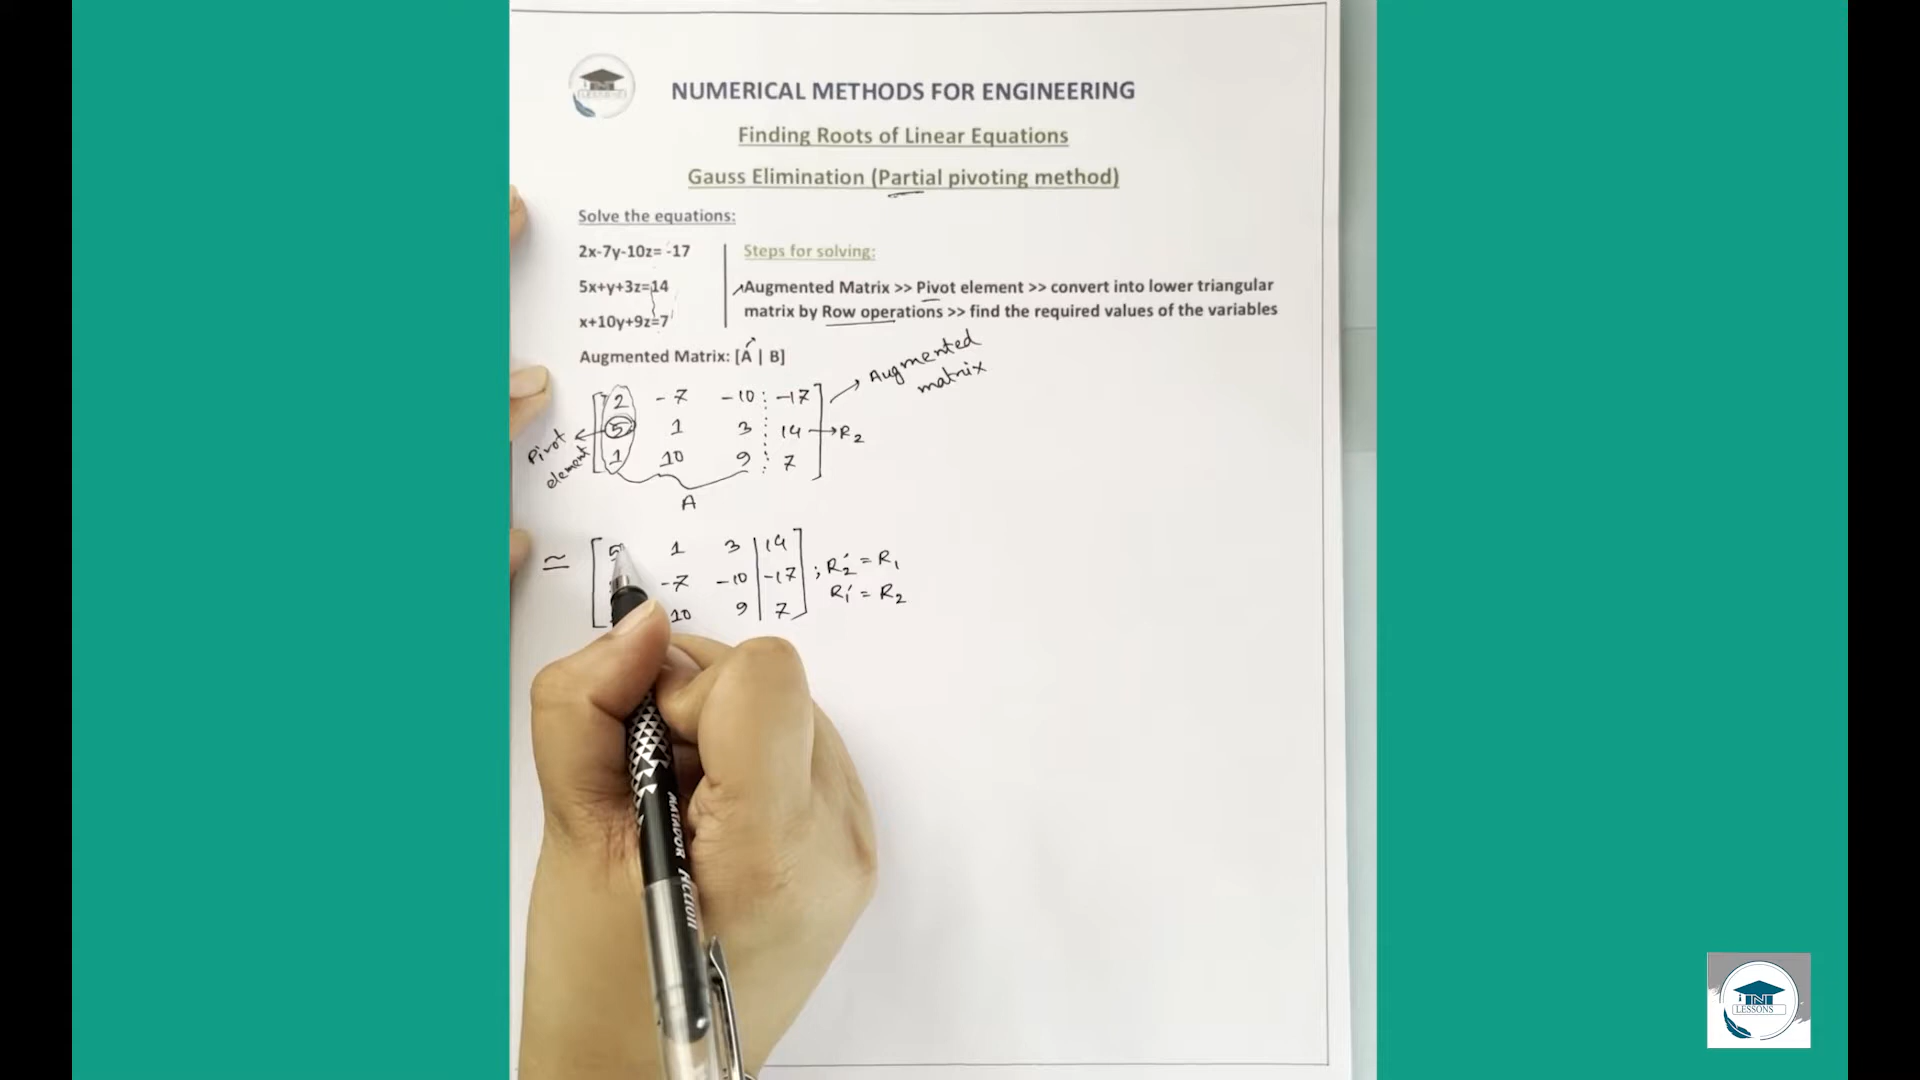 NUMERICAL METHODS FOR ENGINEERING
Finding Roots of Linear Equations
Gauss Elimination (Partial pivoting method)
Solve the equations:
2x-7y-10z= -17
5x+y+3z=14
x+10y+9z=7
Steps for solving:
Augmented Matrix >> Pivot element >> convert into lower triangular
matrix by Row operations >> find the required values of the variables
Augmented Matrix: [A | B]
Augmented
matrix
2 -7 -10 : -17
5 1 3 : 14 → R2
1 10 9 : 7
Pivot
element
A
≃ 5 1 3 | 14
-7 -10 | -17 ; R2' = R1
10 9 | 7 R1' = R2
MATADOR Action
LESSONS